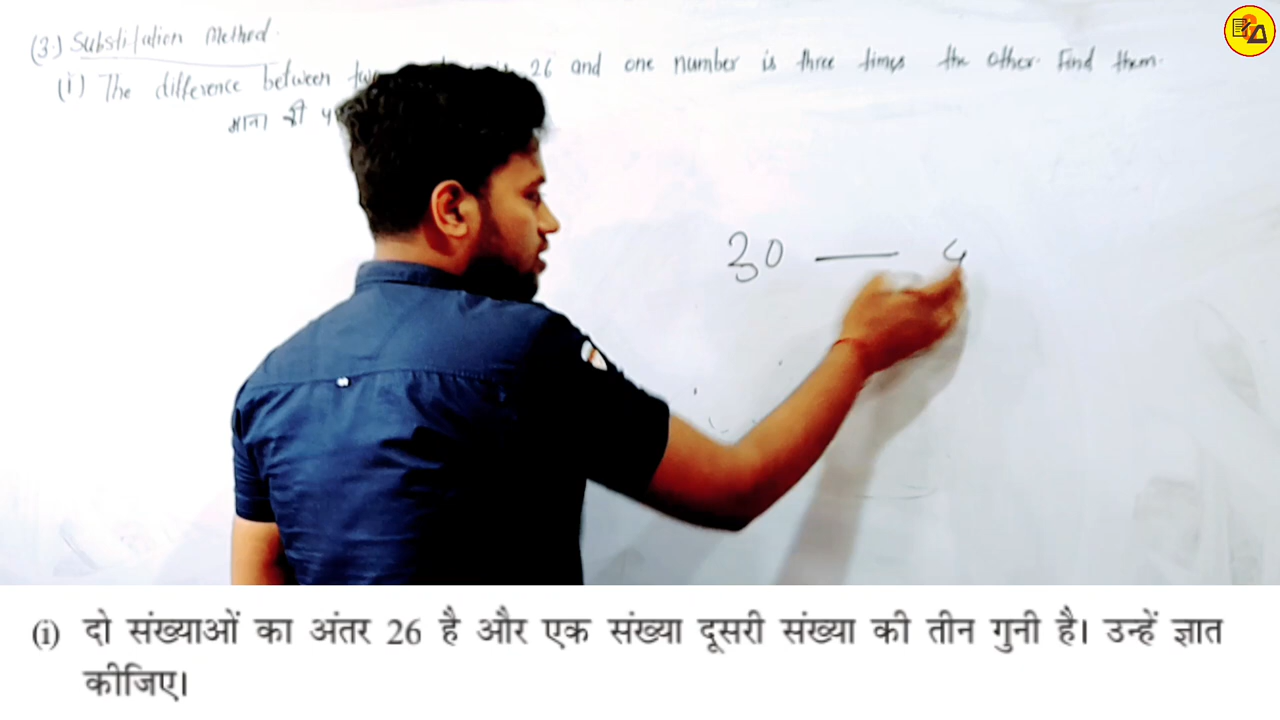 (3.) Substitution Method.
(i) The difference between 26 and one number is three times the other. Find them.
माना की
30 —
(i) दो संख्याओं का अंतर 26 है और एक संख्या दूसरी संख्या की तीन गुनी है। उन्हें ज्ञात
कीजिए।